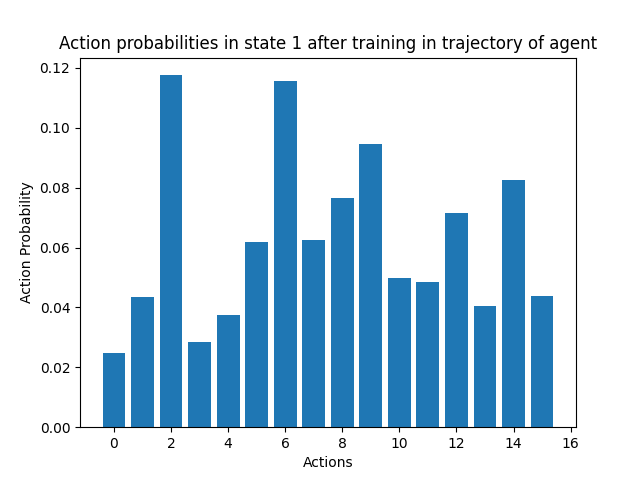 Action probabilities in state 1 after training in trajectory of agent
0.12
0.10
0.08
0.06
0.04
0.02
0.00
Action Probability
0 2 4 6 8 10 12 14 16
Actions